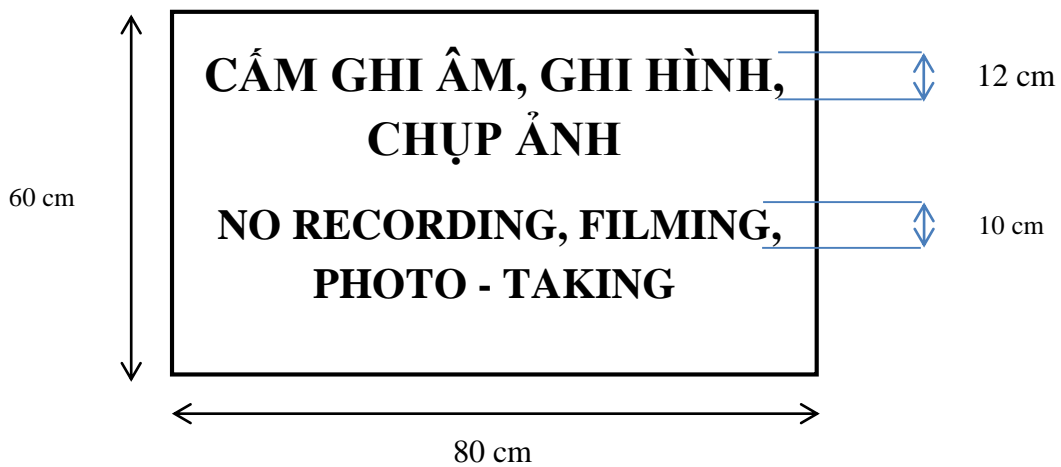 CẤM GHI ÂM, GHI HÌNH,
12 cm
CHỤP ẢNH
60 cm
NO RECORDING, FILMING,
10 cm
PHOTO - TAKING
80 cm